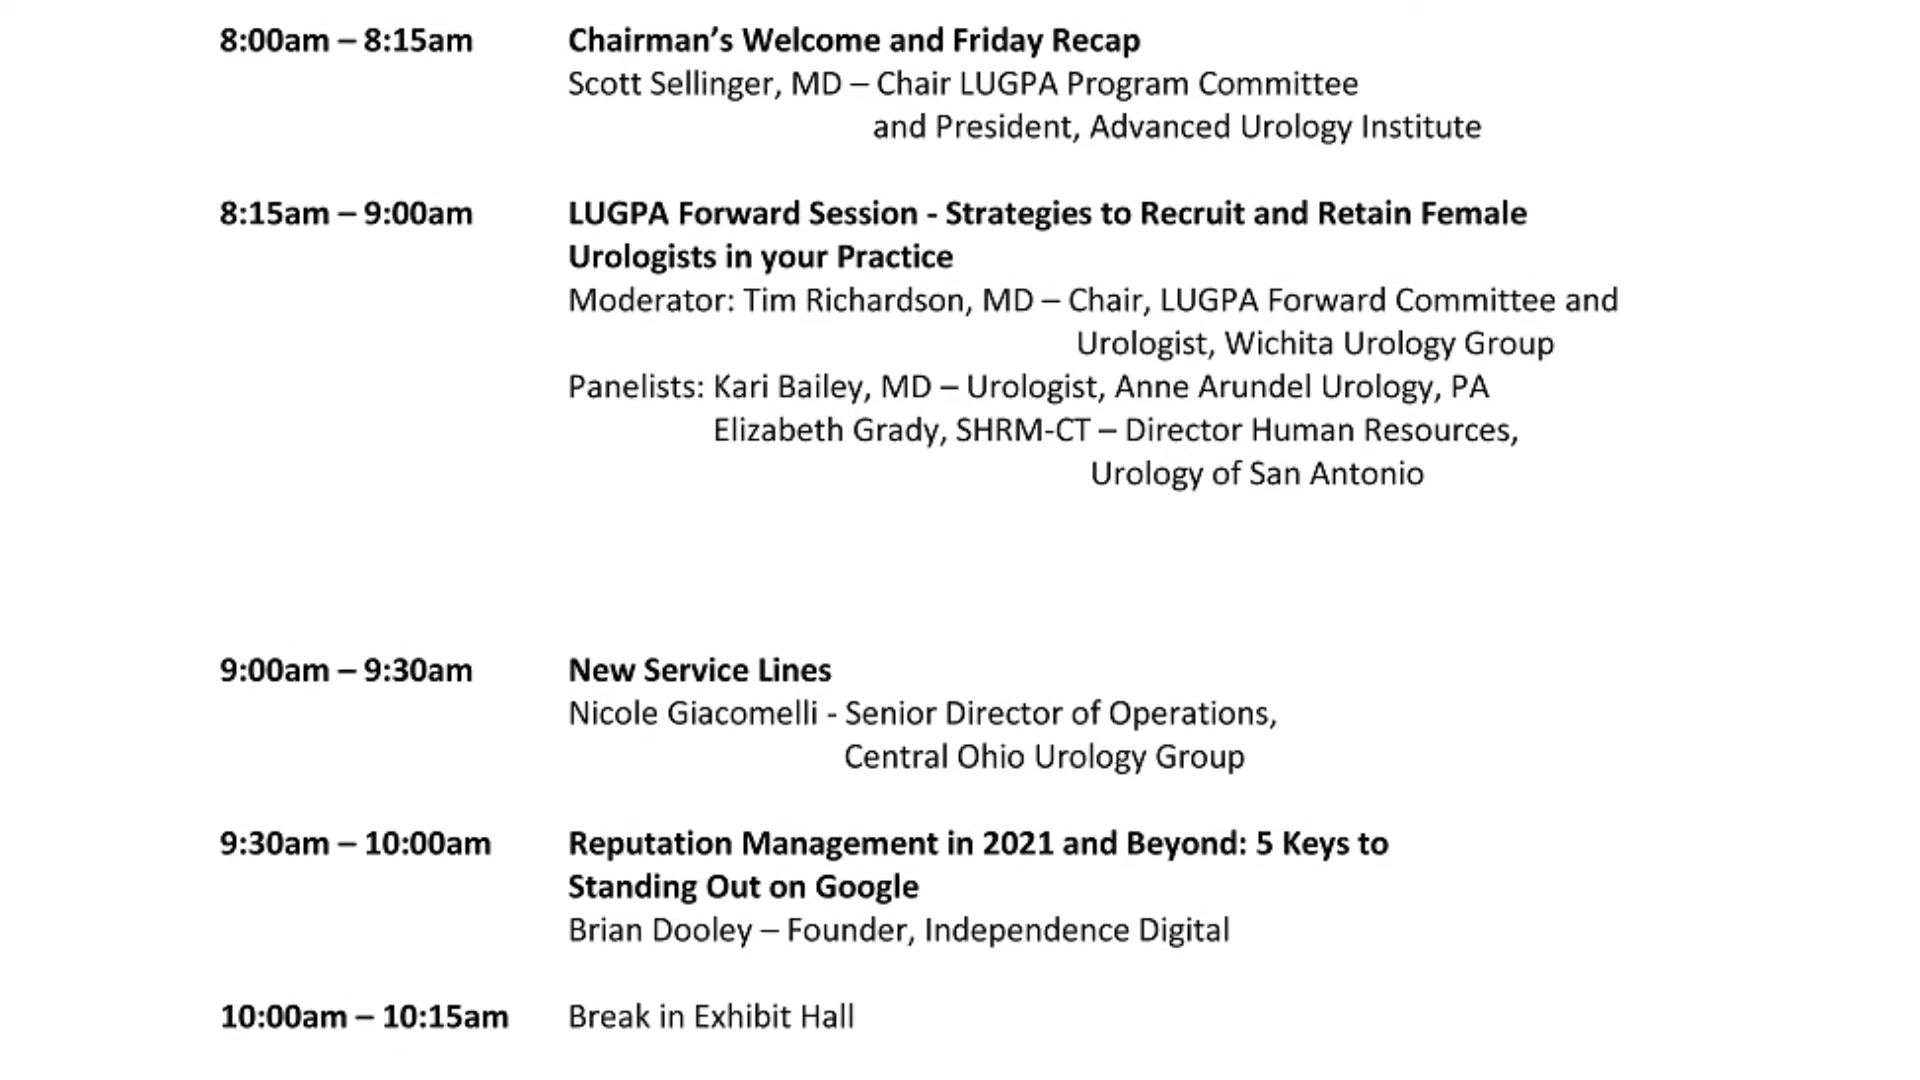 8:00am – 8:15am Chairman’s Welcome and Friday Recap
Scott Sellinger, MD – Chair LUGPA Program Committee
and President, Advanced Urology Institute
8:15am – 9:00am LUGPA Forward Session - Strategies to Recruit and Retain Female
Urologists in your Practice
Moderator: Tim Richardson, MD – Chair, LUGPA Forward Committee and
Urologist, Wichita Urology Group
Panelists: Kari Bailey, MD – Urologist, Anne Arundel Urology, PA
Elizabeth Grady, SHRM-CT – Director Human Resources,
Urology of San Antonio
9:00am – 9:30am New Service Lines
Nicole Giacomelli - Senior Director of Operations,
Central Ohio Urology Group
9:30am – 10:00am Reputation Management in 2021 and Beyond: 5 Keys to
Standing Out on Google
Brian Dooley – Founder, Independence Digital
10:00am – 10:15am Break in Exhibit Hall